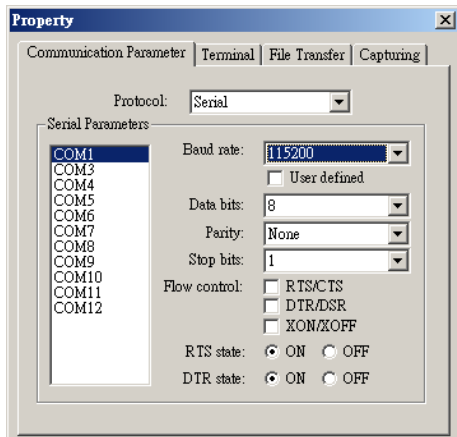 Property
Communication Parameter Terminal File Transfer Capturing
Protocol: Serial
Serial Parameters
COM1
COM3
COM4
COM5
COM6
COM7
COM8
COM9
COM10
COM11
COM12
Baud rate: 115200
User defined
Data bits: 8
Parity: None
Stop bits: 1
Flow control: RTS/CTS
DTR/DSR
XON/XOFF
RTS state: ON OFF
DTR state: ON OFF